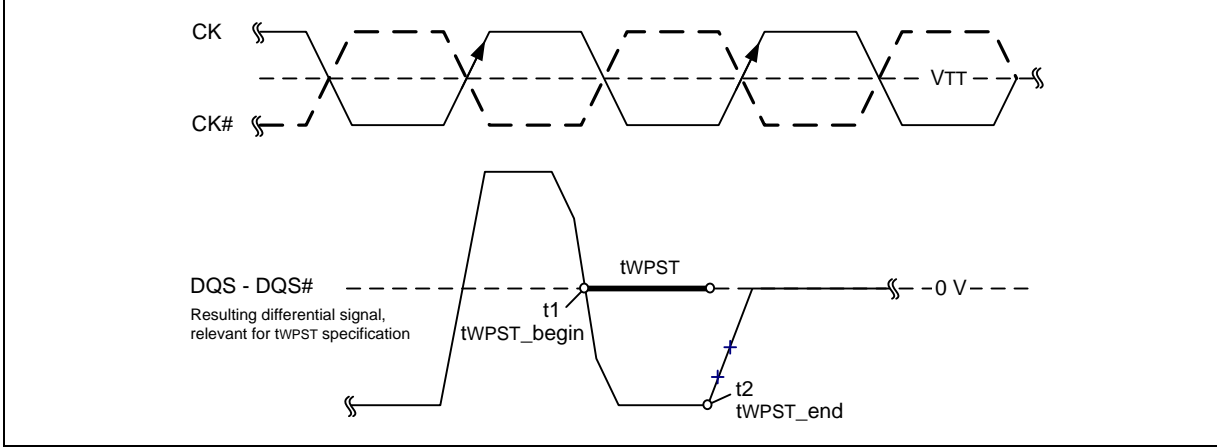 CK
VTT
CK#
tWPST
DQS - DQS#
0 V
Resulting differential signal,
relevant for tWPST specification
t1
tWPST_begin
t2
tWPST_end